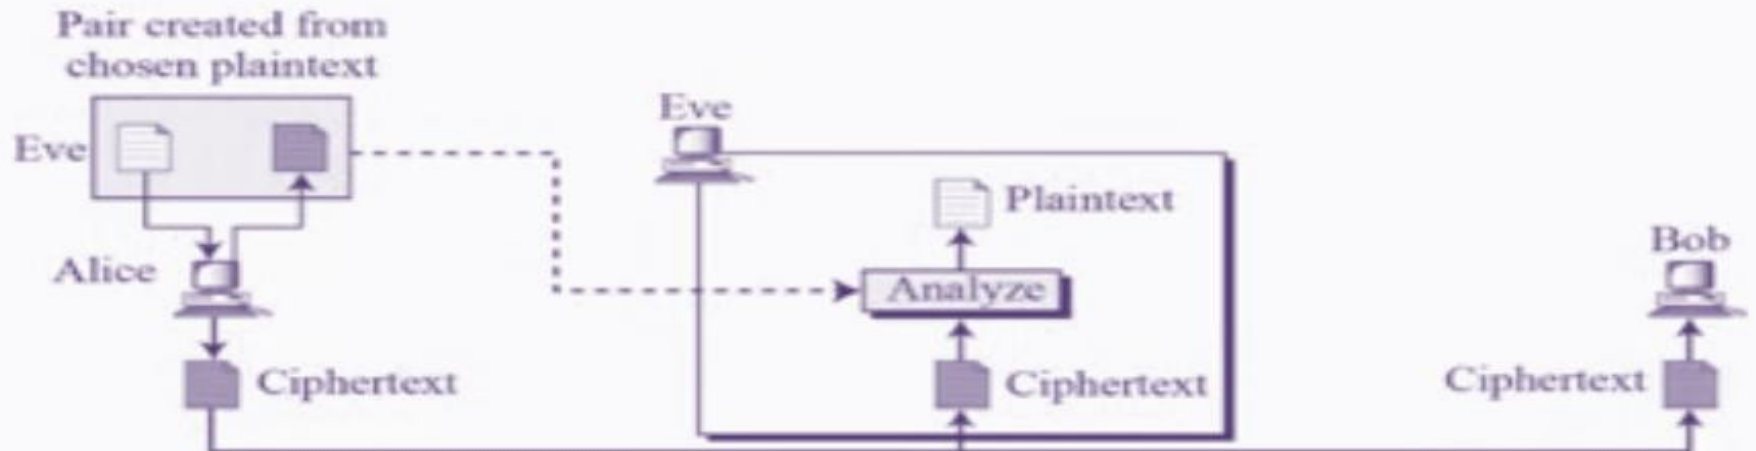 Pair created from
chosen plaintext
Eve
Eve
Plaintext
Bob
Alice
Analyze
Ciphertext
Ciphertext
Ciphertext